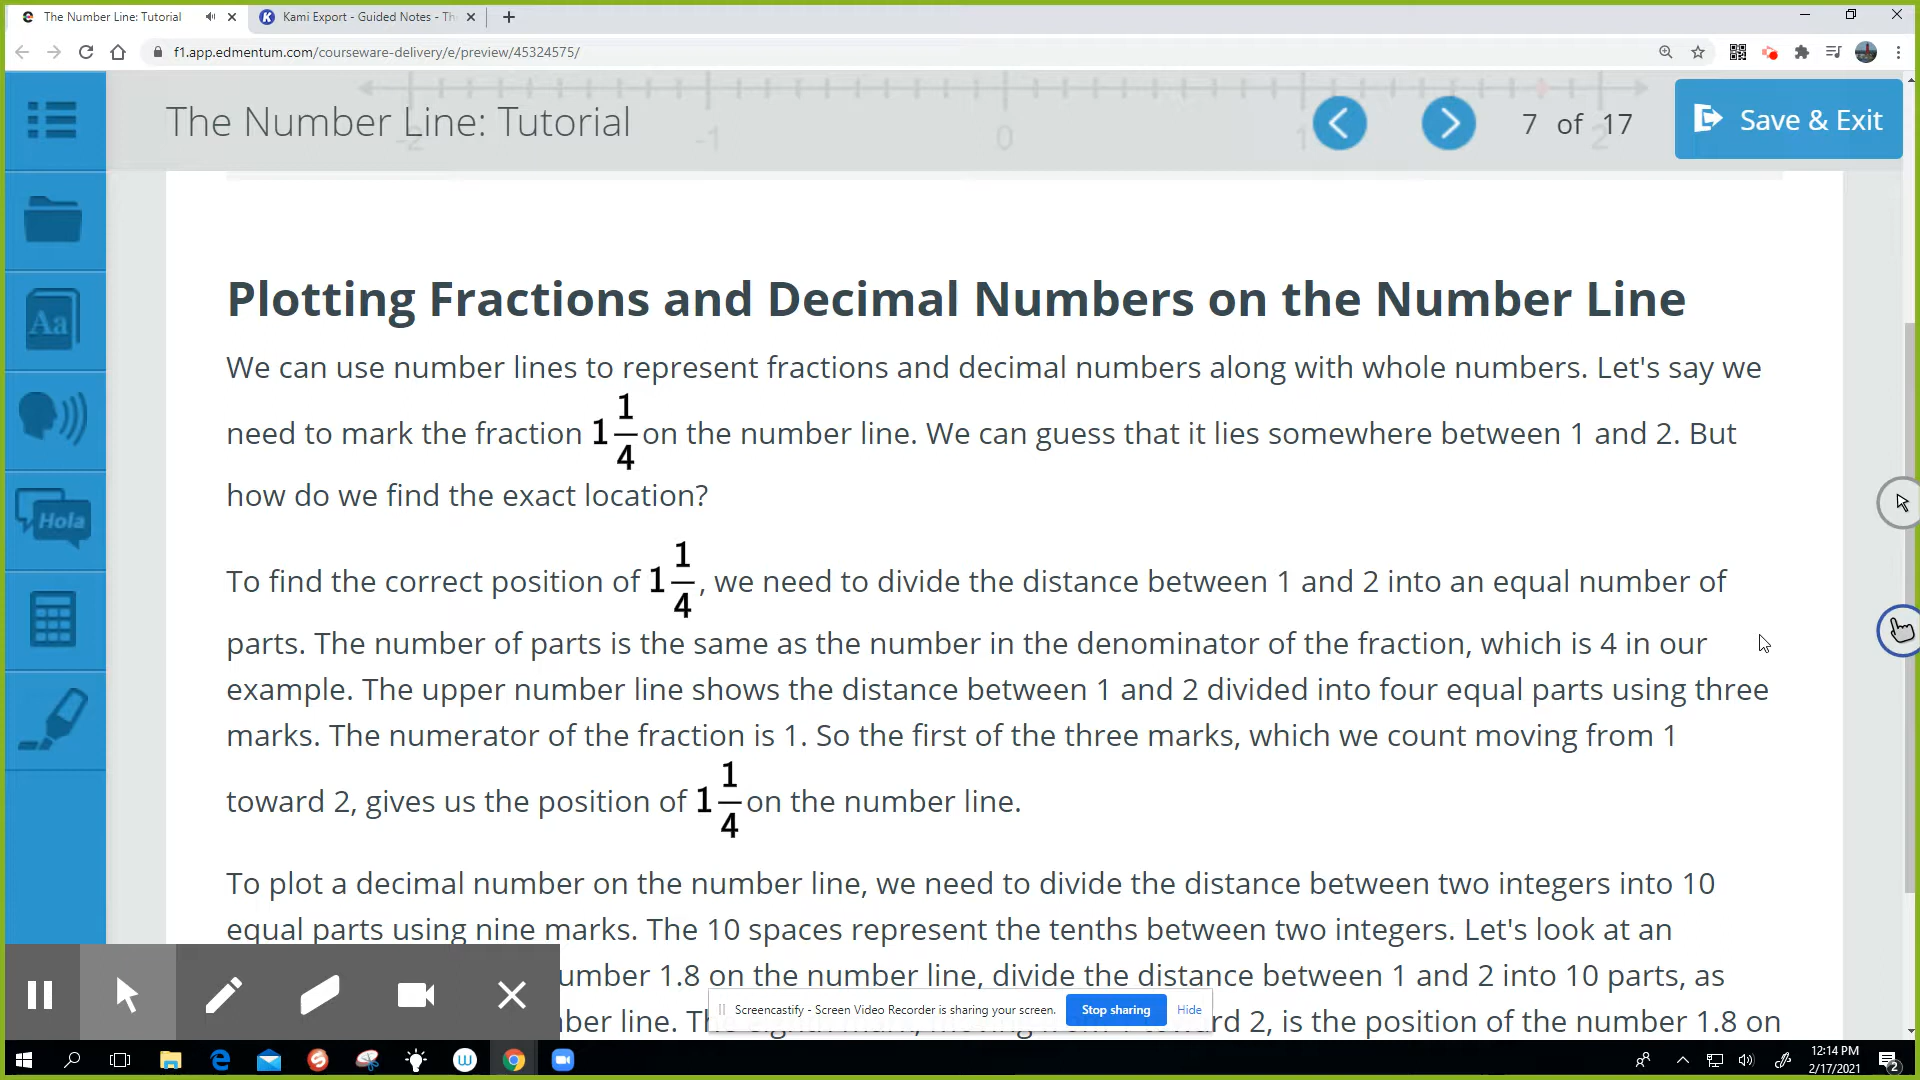 The Number Line: Tutorial
Kami Export - Guided Notes - Th
f1.app.edmentum.com/courseware-delivery/e/preview/45324575/
-2 -1 0 1 2
The Number Line: Tutorial
7 of 17
Save & Exit
Aa
Hola
Plotting Fractions and Decimal Numbers on the Number Line
We can use number lines to represent fractions and decimal numbers along with whole numbers. Let's say we
need to mark the fraction 1 1/4 on the number line. We can guess that it lies somewhere between 1 and 2. But
how do we find the exact location?
To find the correct position of 1 1/4, we need to divide the distance between 1 and 2 into an equal number of
parts. The number of parts is the same as the number in the denominator of the fraction, which is 4 in our
example. The upper number line shows the distance between 1 and 2 divided into four equal parts using three
marks. The numerator of the fraction is 1. So the first of the three marks, which we count moving from 1
toward 2, gives us the position of 1 1/4 on the number line.
To plot a decimal number on the number line, we need to divide the distance between two integers into 10
equal parts using nine marks. The 10 spaces represent the tenths between two integers. Let's look at an
umber 1.8 on the number line, divide the distance between 1 and 2 into 10 parts, as
ber line. 2, is the position of the number 1.8 on
Screencastify - Screen Video Recorder is sharing your screen.
Stop sharing
Hide
12:14 PM
2/17/2021
2